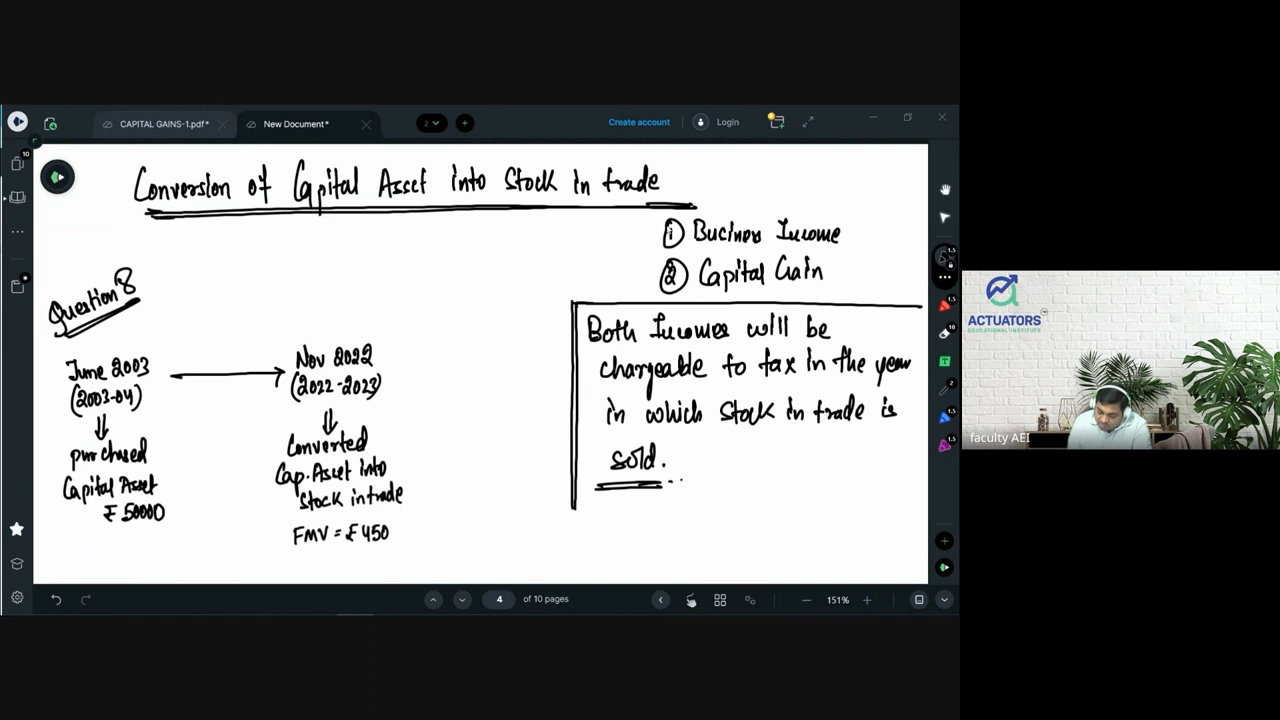 CAPITAL GAINS-1.pdf*
New Document*
2
Create account
Login
Conversion of Capital Asset into Stock in trade
① Business Income
② Capital Gain
Question 8
June 2003
(2003-04)
purchased
Capital Asset
₹ 50000
Nov 2022
(2022-2023)
Converted
Cap. Asset into
Stock in trade
FMV = ₹ 450
Both Incomes will be
chargeable to tax in the year
in which stock in trade is
sold.
4 of 10 pages
151%
ACTUATORS
EDUCATIONAL INSTITUTE
faculty AEI